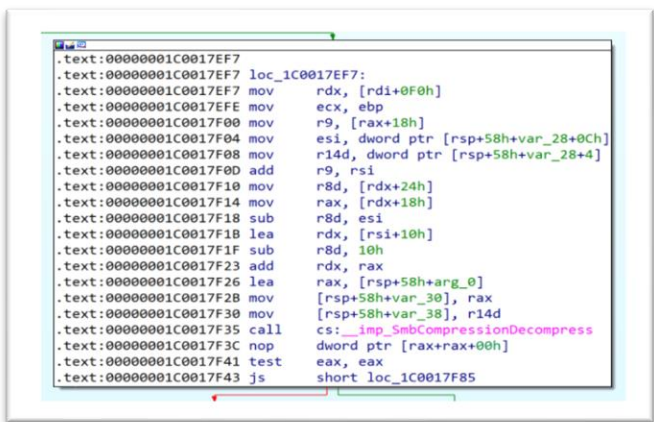 .text:00000001C0017EF7
.text:00000001C0017EF7 loc_1C0017EF7:
.text:00000001C0017EF7 mov rdx, [rdi+0F0h]
.text:00000001C0017EFE mov ecx, ebp
.text:00000001C0017F00 mov r9, [rax+18h]
.text:00000001C0017F04 mov esi, dword ptr [rsp+58h+var_28+0Ch]
.text:00000001C0017F08 mov r14d, dword ptr [rsp+58h+var_28+4]
.text:00000001C0017F0D add r9, rsi
.text:00000001C0017F10 mov r8d, [rdx+24h]
.text:00000001C0017F14 mov rax, [rdx+18h]
.text:00000001C0017F18 sub r8d, esi
.text:00000001C0017F1B lea rdx, [rsi+10h]
.text:00000001C0017F1F sub r8d, 10h
.text:00000001C0017F23 add rdx, rax
.text:00000001C0017F26 lea rax, [rsp+58h+arg_0]
.text:00000001C0017F2B mov [rsp+58h+var_30], rax
.text:00000001C0017F30 mov [rsp+58h+var_38], r14d
.text:00000001C0017F35 call cs:__imp_SmbCompressionDecompress
.text:00000001C0017F3C nop dword ptr [rax+rax+00h]
.text:00000001C0017F41 test eax, eax
.text:00000001C0017F43 js short loc_1C0017F85